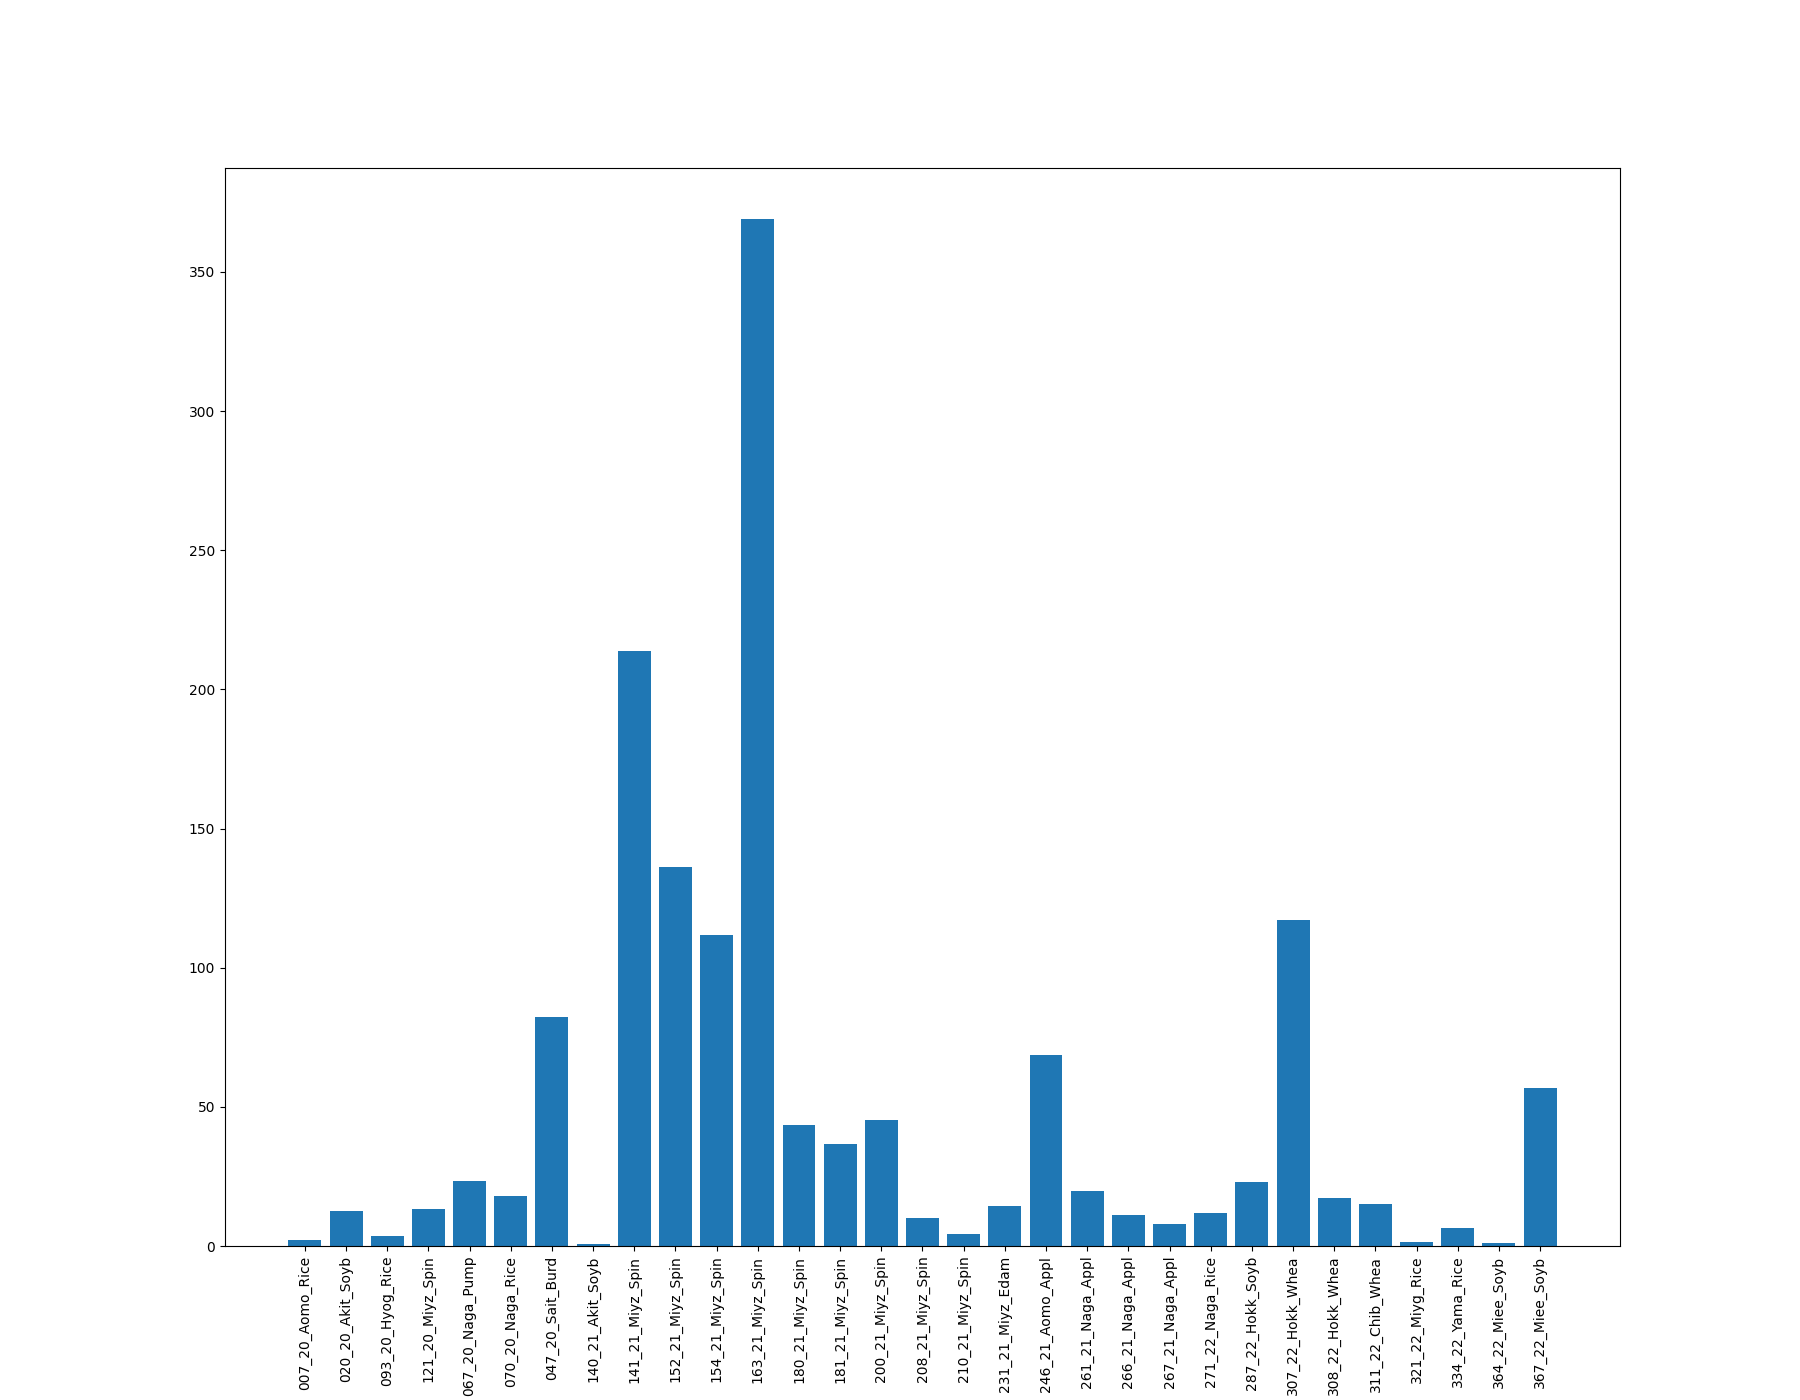 350
300
250
200
150
100
50
0
007_20_Aomo_Rice
020_20_Akit_Soyb
093_20_Hyog_Rice
121_20_Miyz_Spin
067_20_Naga_Pump
070_20_Naga_Rice
047_20_Sait_Burd
140_21_Akit_Soyb
141_21_Miyz_Spin
152_21_Miyz_Spin
154_21_Miyz_Spin
163_21_Miyz_Spin
180_21_Miyz_Spin
181_21_Miyz_Spin
200_21_Miyz_Spin
208_21_Miyz_Spin
210_21_Miyz_Spin
231_21_Miyz_Edam
246_21_Aomo_Appl
261_21_Naga_Appl
266_21_Naga_Appl
267_21_Naga_Appl
271_22_Naga_Rice
287_22_Hokk_Soyb
307_22_Hokk_Whea
308_22_Hokk_Whea
311_22_Chib_Whea
321_22_Miyg_Rice
334_22_Yama_Rice
364_22_Miee_Soyb
367_22_Miee_Soyb